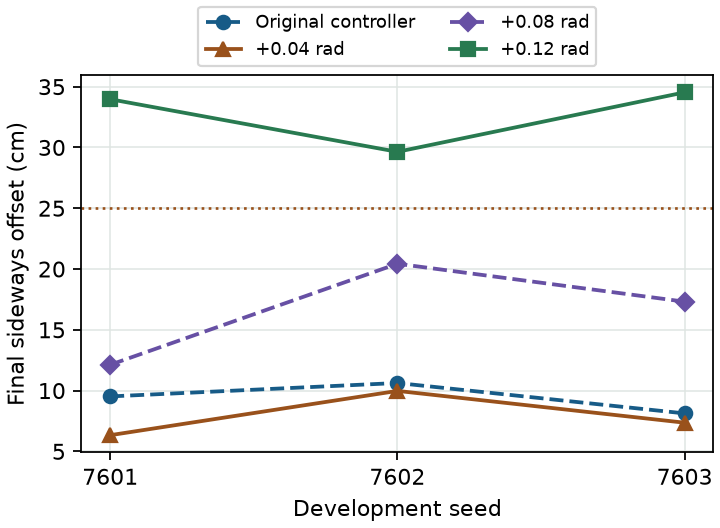 Original controller
+0.04 rad
+0.08 rad
+0.12 rad
Final sideways offset (cm)
35
30
25
20
15
10
5
7601
7602
7603
Development seed